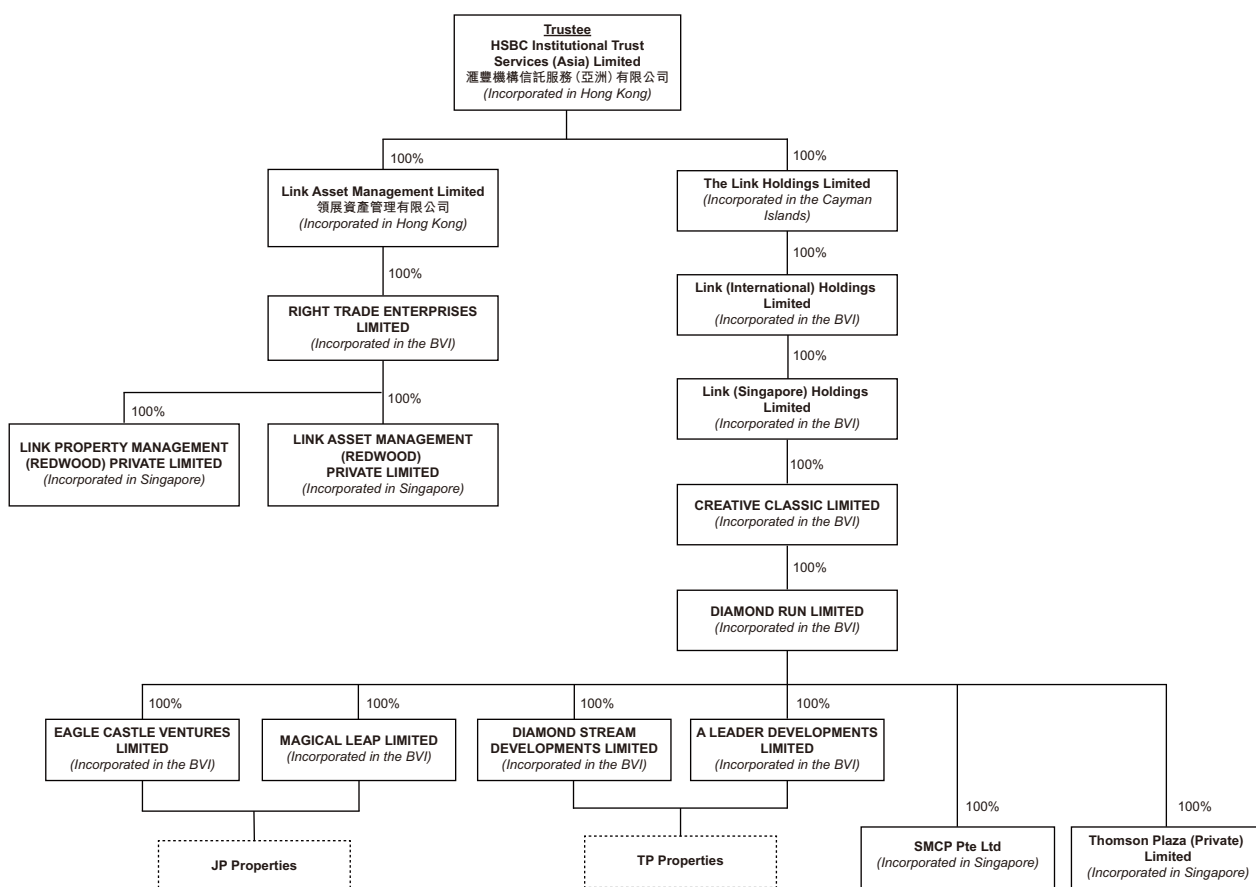 Trustee
HSBC Institutional Trust
Services (Asia) Limited
滙豐機構信託服務(亞洲)有限公司
(Incorporated in Hong Kong)
100%
100%
Link Asset Management Limited
領展資產管理有限公司
(Incorporated in Hong Kong)
The Link Holdings Limited
(Incorporated in the Cayman
Islands)
100%
100%
RIGHT TRADE ENTERPRISES
LIMITED
(Incorporated in the BVI)
Link (International) Holdings
Limited
(Incorporated in the BVI)
100%
100%
100%
Link (Singapore) Holdings
Limited
(Incorporated in the BVI)
LINK PROPERTY MANAGEMENT
(REDWOOD) PRIVATE LIMITED
(Incorporated in Singapore)
LINK ASSET MANAGEMENT
(REDWOOD)
PRIVATE LIMITED
(Incorporated in Singapore)
100%
CREATIVE CLASSIC LIMITED
(Incorporated in the BVI)
100%
DIAMOND RUN LIMITED
(Incorporated in the BVI)
100%
100%
100%
100%
EAGLE CASTLE VENTURES
LIMITED
(Incorporated in the BVI)
MAGICAL LEAP LIMITED
(Incorporated in the BVI)
DIAMOND STREAM
DEVELOPMENTS LIMITED
(Incorporated in the BVI)
A LEADER DEVELOPMENTS
LIMITED
(Incorporated in the BVI)
100%
100%
JP Properties
TP Properties
SMCP Pte Ltd
(Incorporated in Singapore)
Thomson Plaza (Private)
Limited
(Incorporated in Singapore)